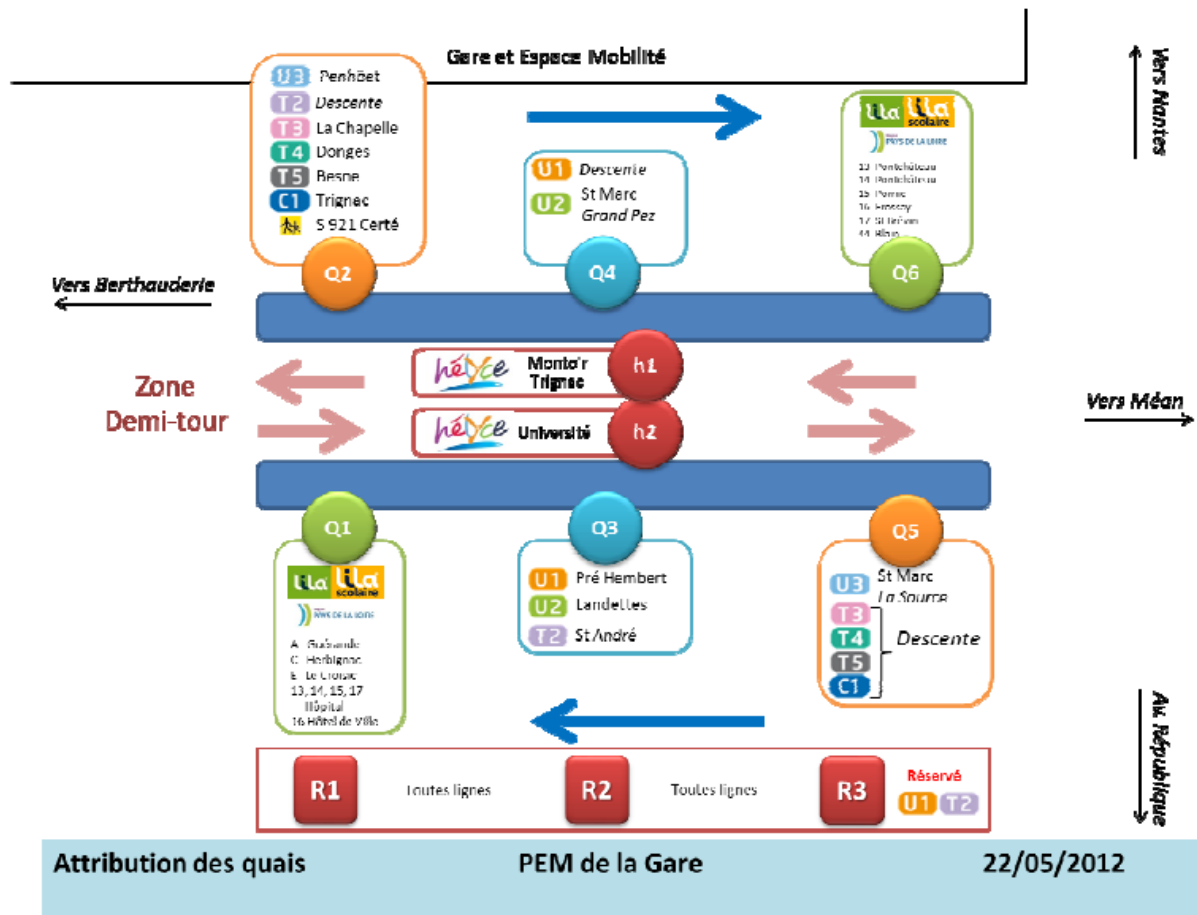 Gare et Espace Mobilité
Vers Nantes
U3 Penhöet
T2 Descente
T3 La Chapelle
T4 Donges
T5 Besne
C1 Trignac
S 921 Certé
Q2
U1 Descente
U2 St Marc
Grand Pez
Q4
LiLa LiLa
scolaire
PAYS DE LA LOIRE
13 Pontchâteau
14 Pontchâteau
15
16 Frossay
17 St Brévin
44 Blain
Q6
Vers Berthauderie
hélyce Monto'r
Trignac
h1
Zone
Demi-tour
hélyce Université
h2
Vers Méan
Q1
LiLa LiLa
scolaire
PAYS DE LA LOIRE
A Guérande
C Herbignac
E Le Croisic
13, 14, 15, 17
Hôpital
16 Hôtel de Ville
Q3
U1 Pré Hembert
U2 Landettes
T2 St André
Q5
U3 St Marc
La Source
T3
T4
T5
C1
Descente
Av. République
R1 Toutes lignes
R2 Toutes lignes
R3 Réservé
U1 T2
Attribution des quais PEM de la Gare 22/05/2012